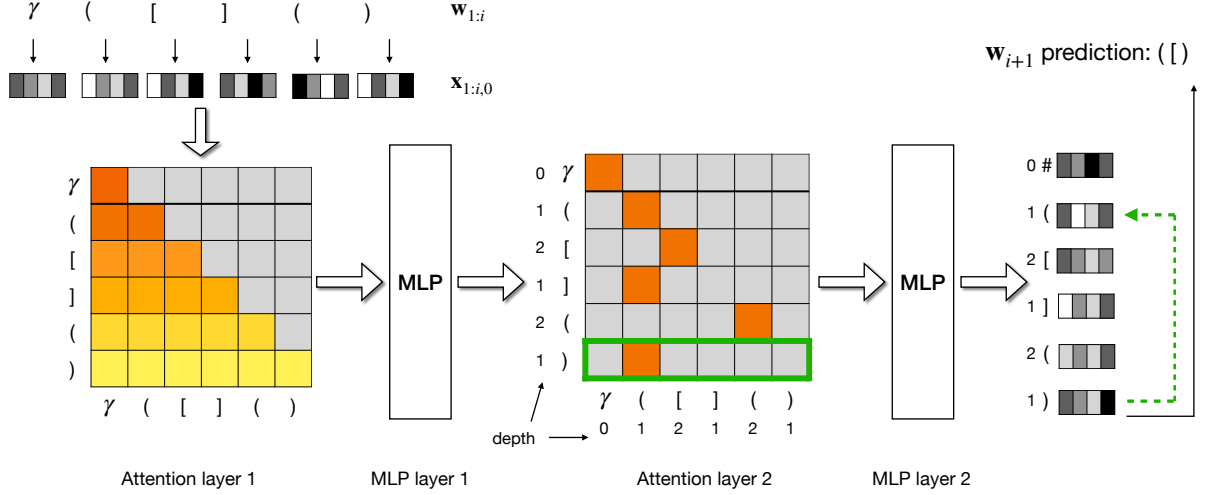 γ ( [ ] ( ) w1:i
x1:i,0
wi+1 prediction: ( [ )
γ
(
[
]
(
)
γ ( [ ] ( )
MLP
0 γ
1 (
2 [
1 ]
2 (
1 )
γ ( [ ] ( )
depth 0 1 2 1 2 1
MLP
0 #
1 (
2 [
1 ]
2 (
1 )
Attention layer 1 MLP layer 1 Attention layer 2 MLP layer 2